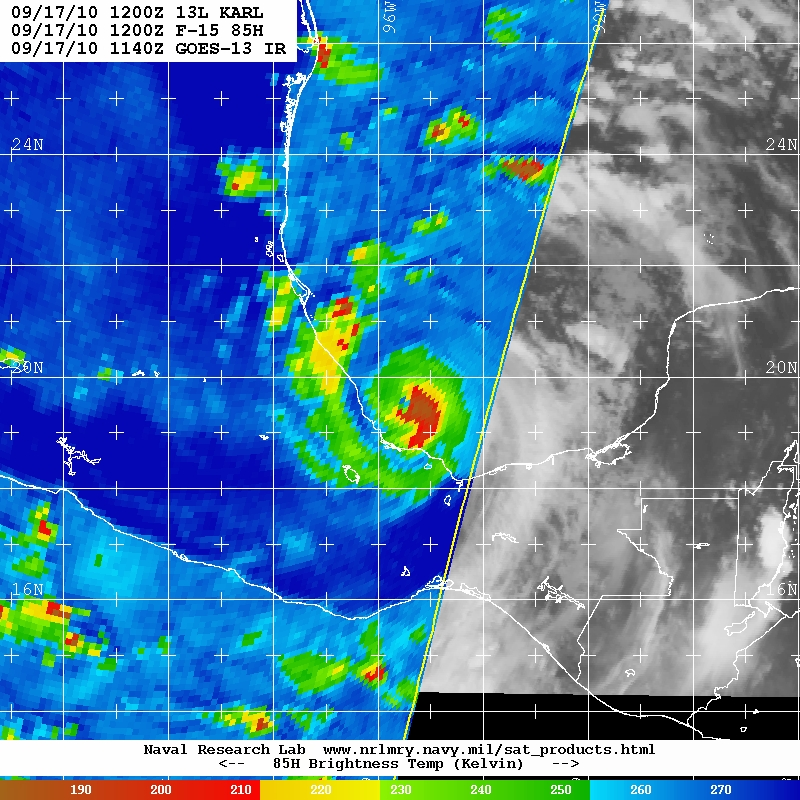 09/17/10 1200Z 13L KARL
09/17/10 1200Z F-15 85H
09/17/10 1140Z GOES-13 IR
96W
92W
24N
24N
20N
20N
16N
16N
Naval Research Lab www.nrlmry.navy.mil/sat_products.html
<-- 85H Brightness Temp (Kelvin) -->
190 200 210 220 230 240 250 260 270